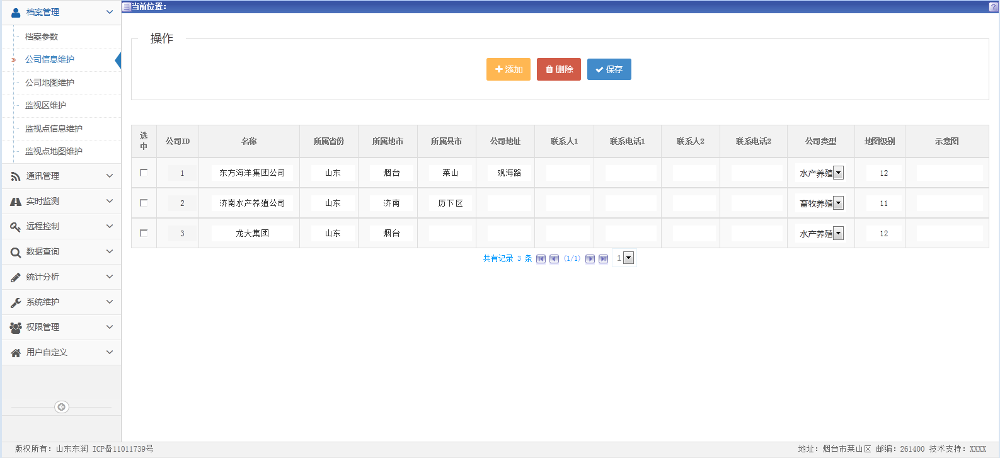 当前位置:
档案管理
档案参数
公司信息维护
公司地图维护
监视区维护
监视点信息维护
监视点地图维护
通讯管理
实时监测
远程控制
数据查询
统计分析
系统维护
权限管理
用户自定义
操作
添加 删除 保存
选中 公司ID 名称 所属省份 所属地市 所属县市 公司地址 联系人1 联系电话1 联系人2 联系电话2 公司类型 地图级别 示意图
1 东方海洋集团公司 山东 烟台 莱山 观海路 水产养殖 12
2 济南水产养殖公司 山东 济南 历下区 畜牧养殖 11
3 龙大集团 山东 烟台 水产养殖 12
共有记录 3 条 (1/1) 1
版权所有: 山东东润 ICP备11011739号
地址: 烟台市莱山区 邮编: 261400 技术支持: XXXX